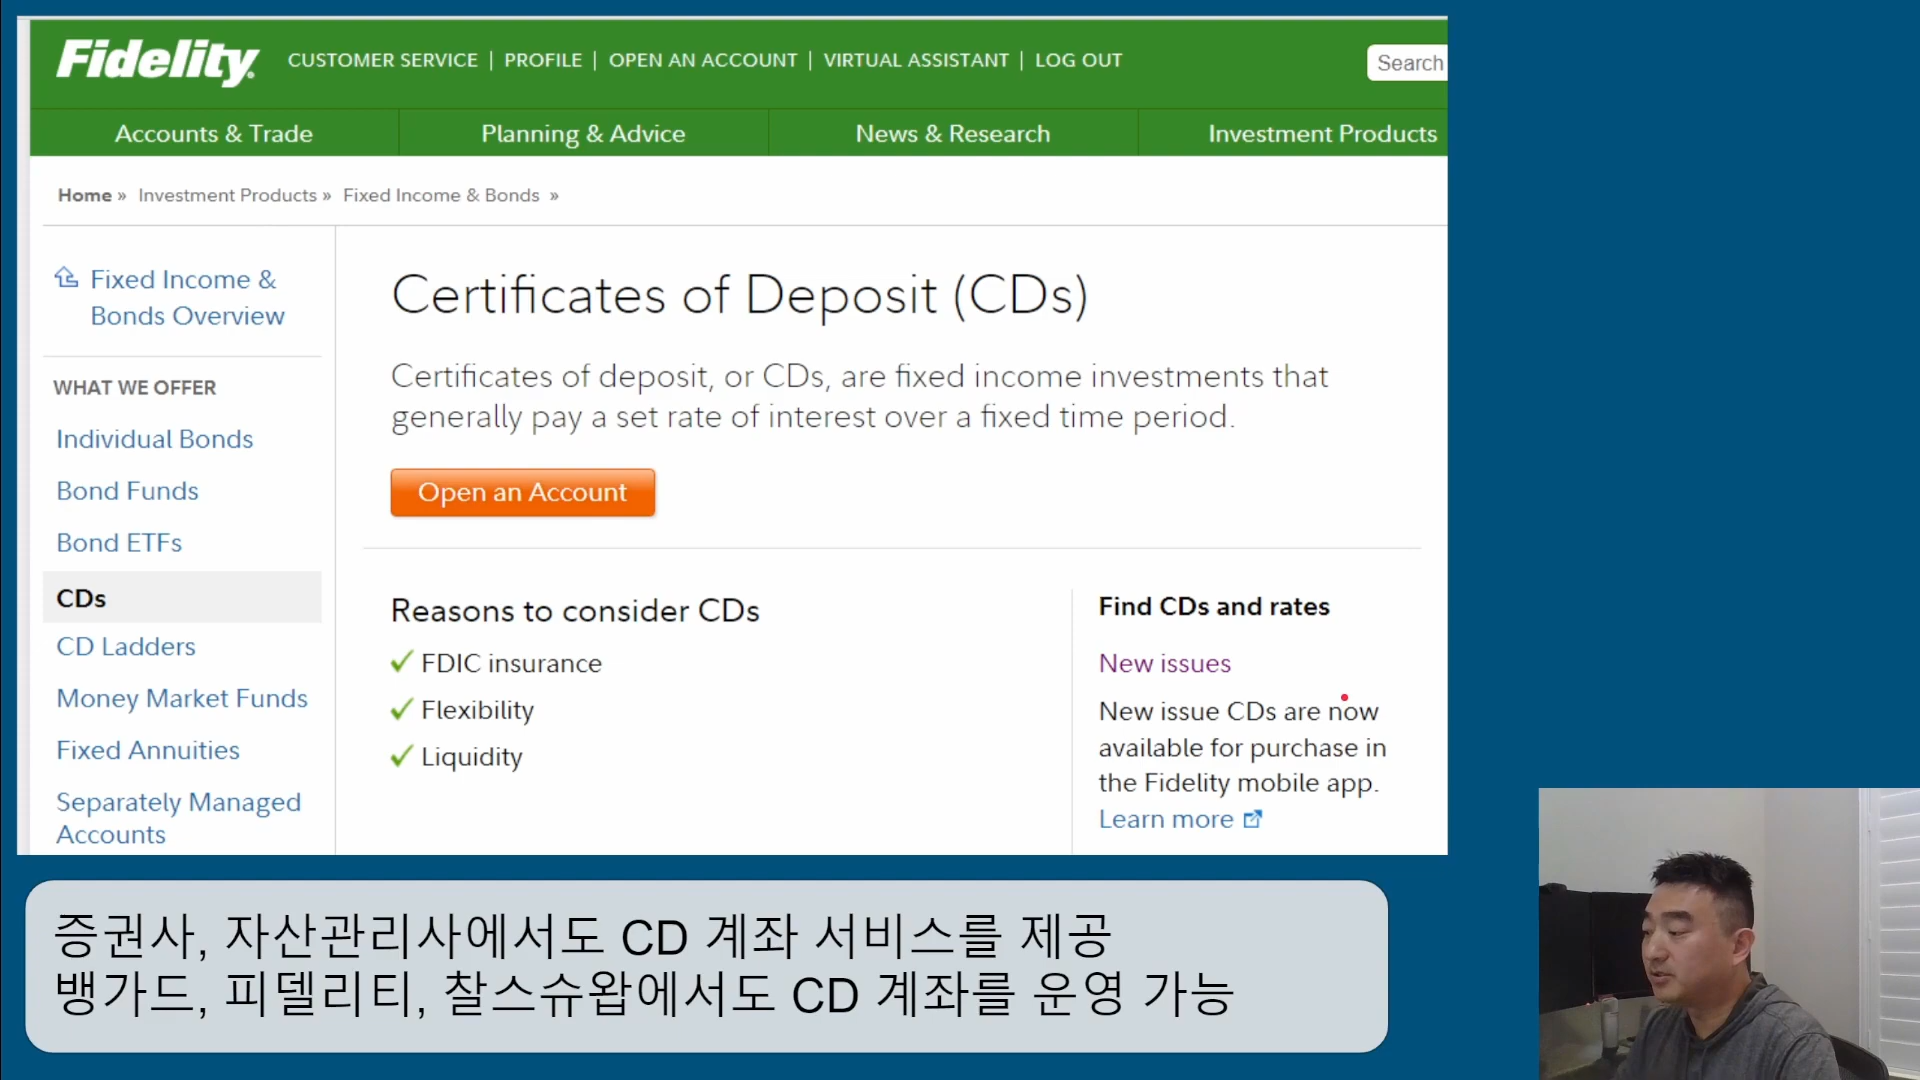 Fidelity
CUSTOMER SERVICE | PROFILE | OPEN AN ACCOUNT | VIRTUAL ASSISTANT | LOG OUT
Search
Accounts & Trade
Planning & Advice
News & Research
Investment Products
Home » Investment Products » Fixed Income & Bonds »
Fixed Income &
Bonds Overview
WHAT WE OFFER
Individual Bonds
Bond Funds
Bond ETFs
CDs
CD Ladders
Money Market Funds
Fixed Annuities
Separately Managed
Accounts
Certificates of Deposit (CDs)
Certificates of deposit, or CDs, are fixed income investments that
generally pay a set rate of interest over a fixed time period.
Open an Account
Reasons to consider CDs
FDIC insurance
Flexibility
Liquidity
Find CDs and rates
New issues
New issue CDs are now
available for purchase in
the Fidelity mobile app.
Learn more
증권사, 자산관리사에서도 CD 계좌 서비스를 제공
뱅가드, 피델리티, 찰스슈왑에서도 CD 계좌를 운영 가능